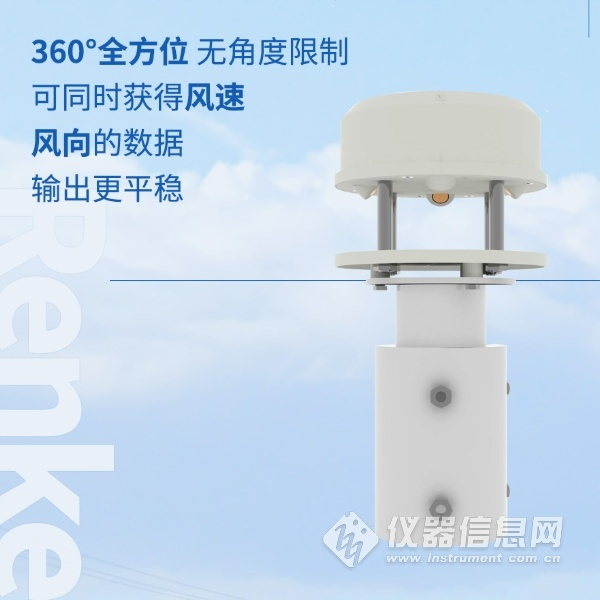 360°全方位 无角度限制
可同时获得风速
风向的数据
输出更平稳
Renke
仪器信息网
www.instrument.com.cn